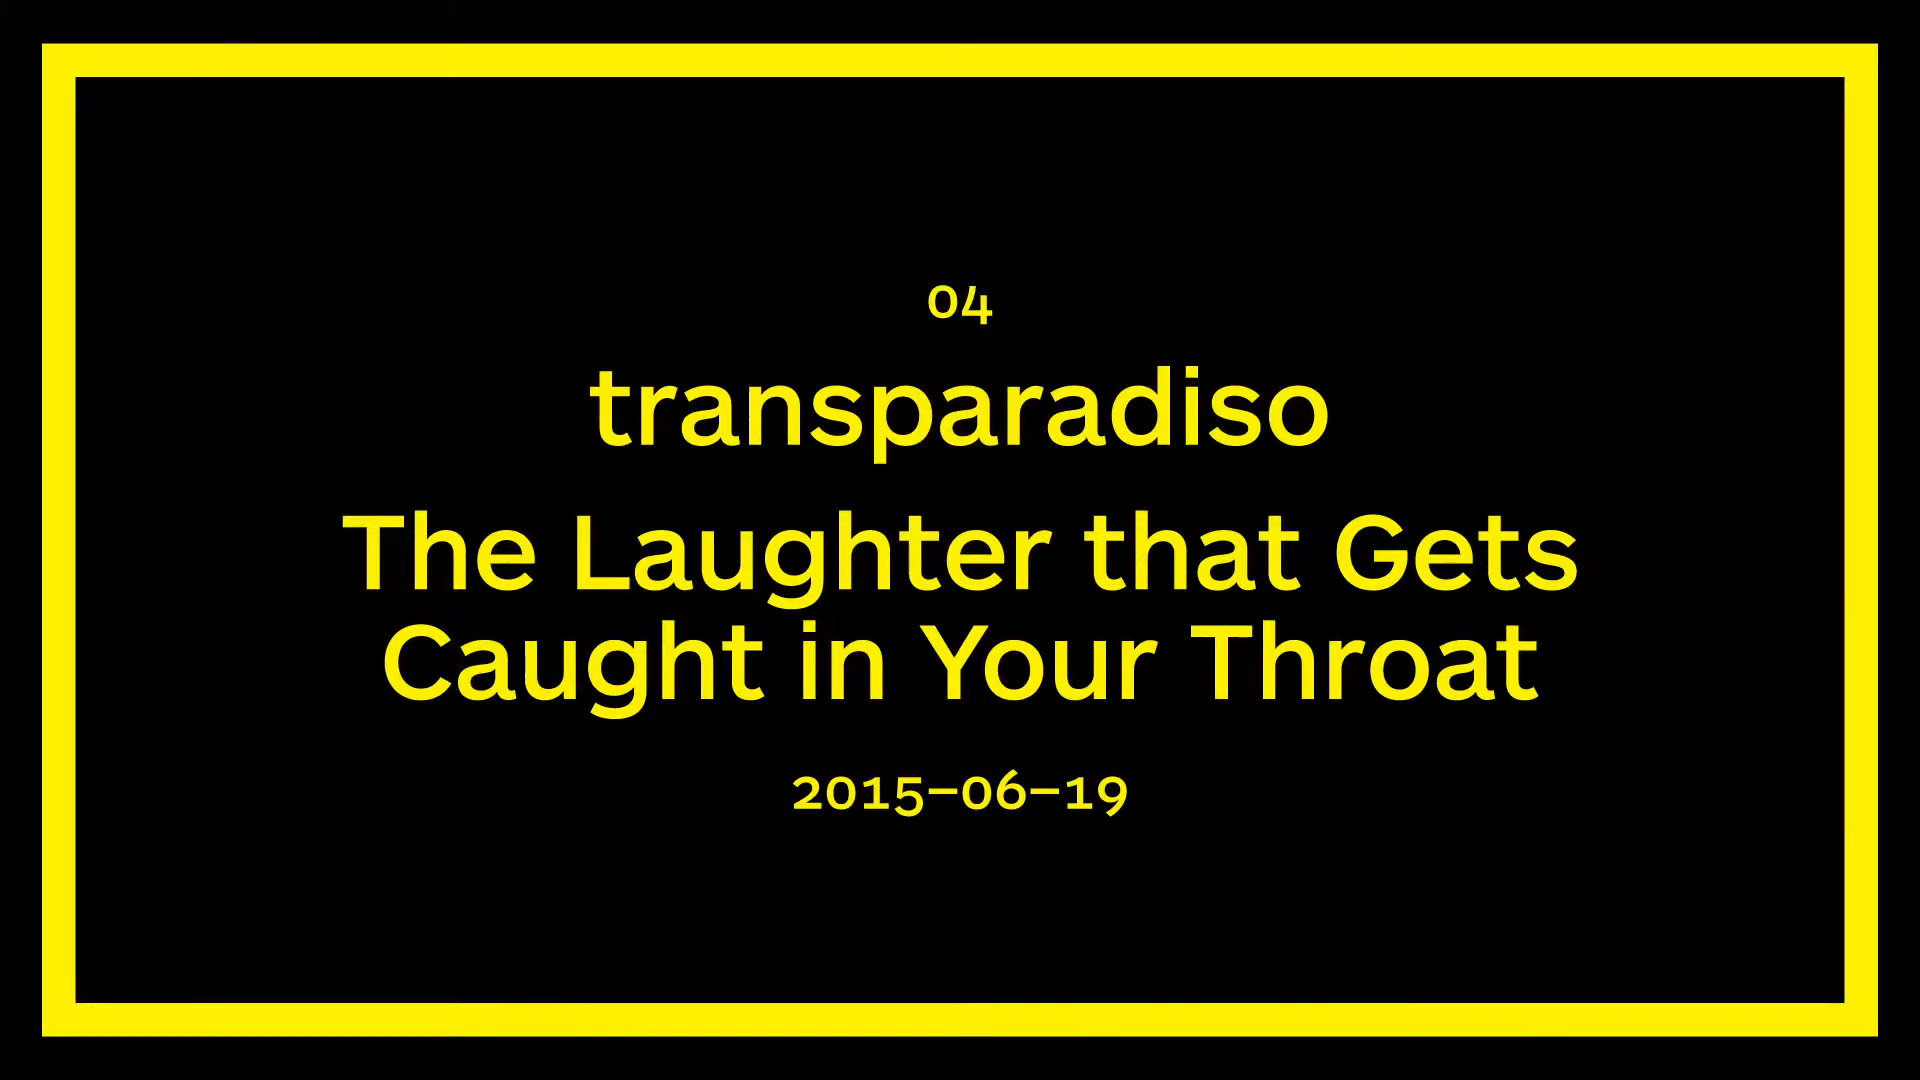 04
transparadiso
The Laughter that Gets
Caught in Your Throat
2015–06–19